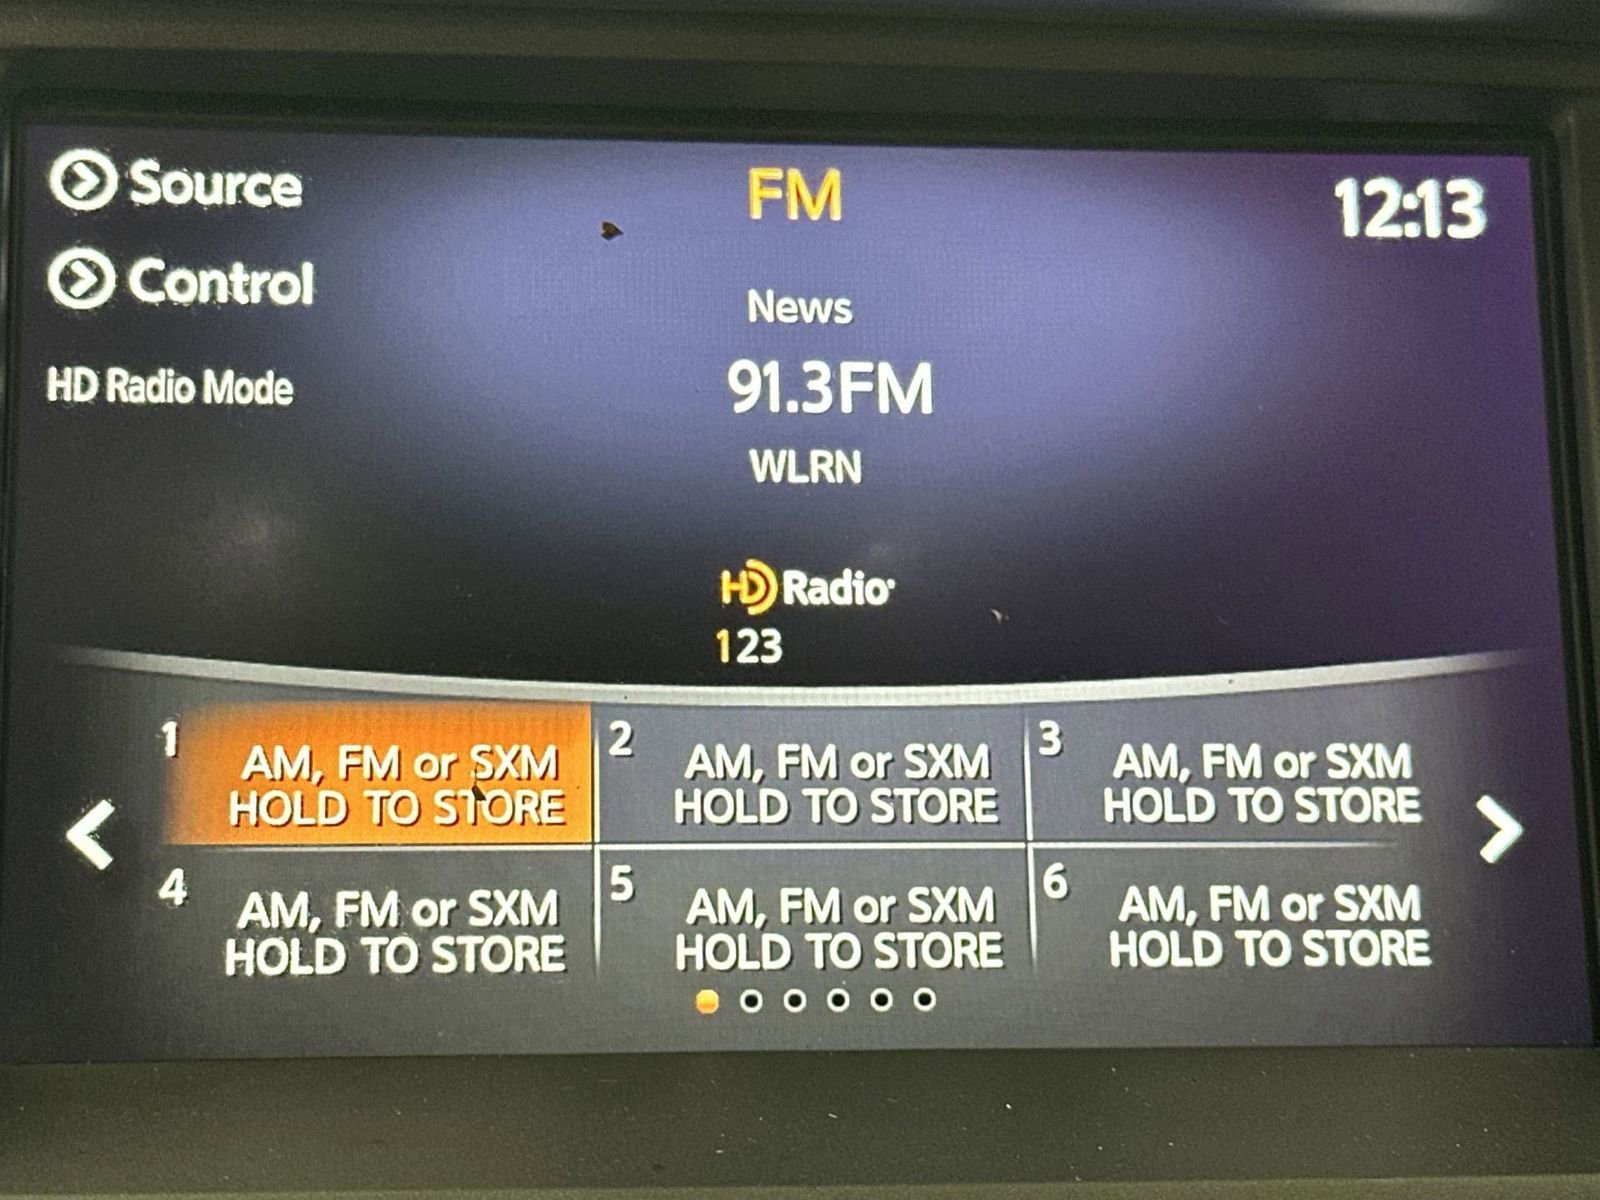 Source
FM
12:13
Control
News
HD Radio Mode
91.3FM
WLRN
HD Radio
123
1
AM, FM or SXM
HOLD TO STORE
2
AM, FM or SXM
HOLD TO STORE
3
AM, FM or SXM
HOLD TO STORE
4
AM, FM or SXM
HOLD TO STORE
5
AM, FM or SXM
HOLD TO STORE
6
AM, FM or SXM
HOLD TO STORE